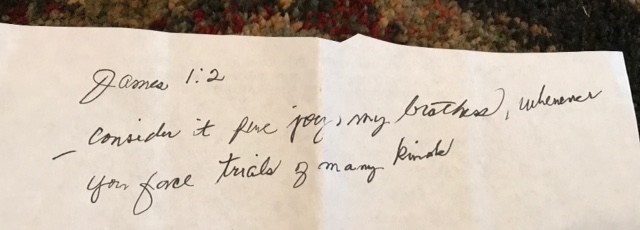 James 1:2
– consider it pure joy, my brothers, whenever
you face trials of many kinds